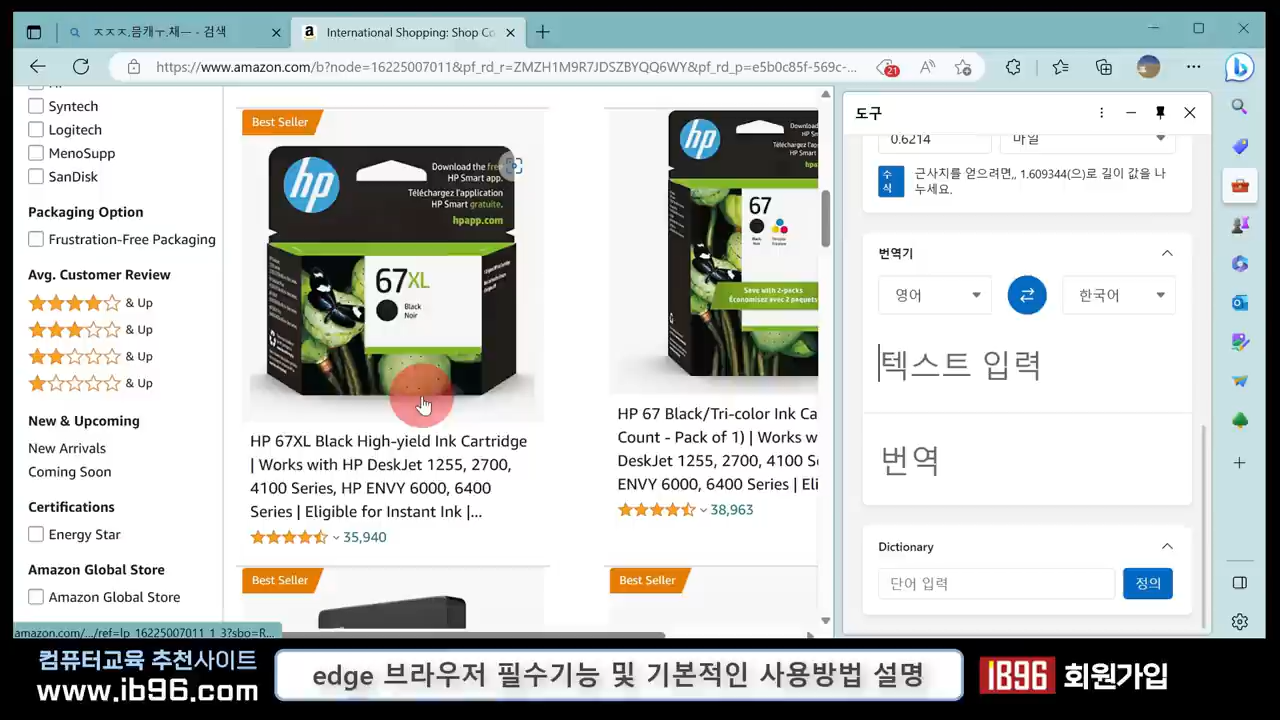 ㅈㅈㅈ.믐캐ㅜ.채ㅡ - 검색
International Shopping: Shop Co
https://www.amazon.com/b?node=16225007011&pf_rd_r=ZMZH1M9R7JDSZBYQQ6WY&pf_rd_p=e5b0c85f-569c-...
21
Syntech
Logitech
MenoSupp
SanDisk
Packaging Option
Frustration-Free Packaging
Avg. Customer Review
& Up
& Up
& Up
& Up
New & Upcoming
New Arrivals
Coming Soon
Certifications
Energy Star
Amazon Global Store
Amazon Global Store
amazon.com/.../ref=lp_16225007011_1_3?sbo=R...
Best Seller
hp
Download the free
HP Smart app.
Téléchargez l'application
HP Smart gratuite.
hpapp.com
67XL
Black
Noir
HP 67XL Black High-yield Ink Cartridge
| Works with HP DeskJet 1255, 2700,
4100 Series, HP ENVY 6000, 6400
Series | Eligible for Instant Ink |...
35,940
hp
67
Save with 2-packs
Économisez avec 2 paquets
HP 67 Black/Tri-color Ink Ca
Count - Pack of 1) | Works w
DeskJet 1255, 2700, 4100 Se
ENVY 6000, 6400 Series | Eli
38,963
Best Seller
Best Seller
도구
0.6214
마일
수식
근사치를 얻으려면,, 1.609344(으)로 길이 값을 나
누세요.
번역기
영어
한국어
텍스트 입력
번역
Dictionary
단어 입력
정의
컴퓨터교육 추천사이트
www.ib96.com
edge 브라우저 필수기능 및 기본적인 사용방법 설명
IB96 회원가입